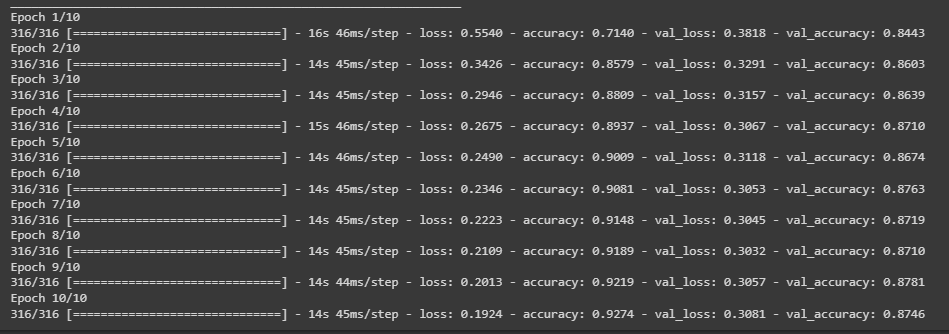 Epoch 1/10
316/316 [==============================] - 16s 46ms/step - loss: 0.5540 - accuracy: 0.7140 - val_loss: 0.3818 - val_accuracy: 0.8443
Epoch 2/10
316/316 [==============================] - 14s 45ms/step - loss: 0.3426 - accuracy: 0.8579 - val_loss: 0.3291 - val_accuracy: 0.8603
Epoch 3/10
316/316 [==============================] - 14s 45ms/step - loss: 0.2946 - accuracy: 0.8809 - val_loss: 0.3157 - val_accuracy: 0.8639
Epoch 4/10
316/316 [==============================] - 15s 46ms/step - loss: 0.2675 - accuracy: 0.8937 - val_loss: 0.3067 - val_accuracy: 0.8710
Epoch 5/10
316/316 [==============================] - 14s 46ms/step - loss: 0.2490 - accuracy: 0.9009 - val_loss: 0.3118 - val_accuracy: 0.8674
Epoch 6/10
316/316 [==============================] - 14s 45ms/step - loss: 0.2346 - accuracy: 0.9081 - val_loss: 0.3053 - val_accuracy: 0.8763
Epoch 7/10
316/316 [==============================] - 14s 45ms/step - loss: 0.2223 - accuracy: 0.9148 - val_loss: 0.3045 - val_accuracy: 0.8719
Epoch 8/10
316/316 [==============================] - 14s 45ms/step - loss: 0.2109 - accuracy: 0.9189 - val_loss: 0.3032 - val_accuracy: 0.8710
Epoch 9/10
316/316 [==============================] - 14s 44ms/step - loss: 0.2013 - accuracy: 0.9219 - val_loss: 0.3057 - val_accuracy: 0.8781
Epoch 10/10
316/316 [==============================] - 14s 45ms/step - loss: 0.1924 - accuracy: 0.9274 - val_loss: 0.3081 - val_accuracy: 0.8746